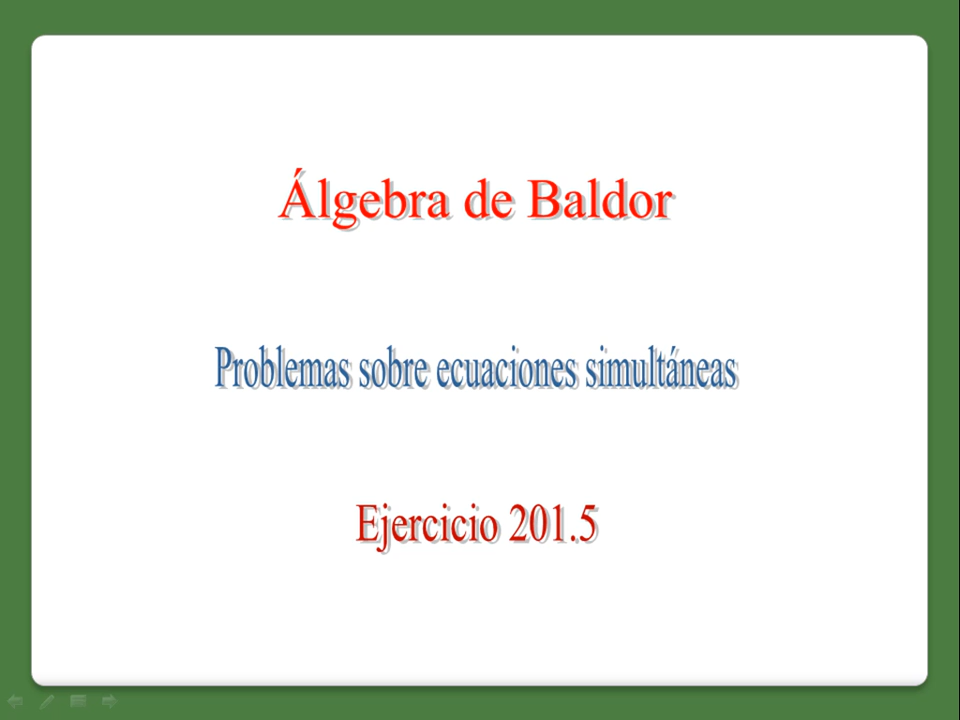 Álgebra de Baldor
Problemas sobre ecuaciones simultáneas
Ejercicio 201.5